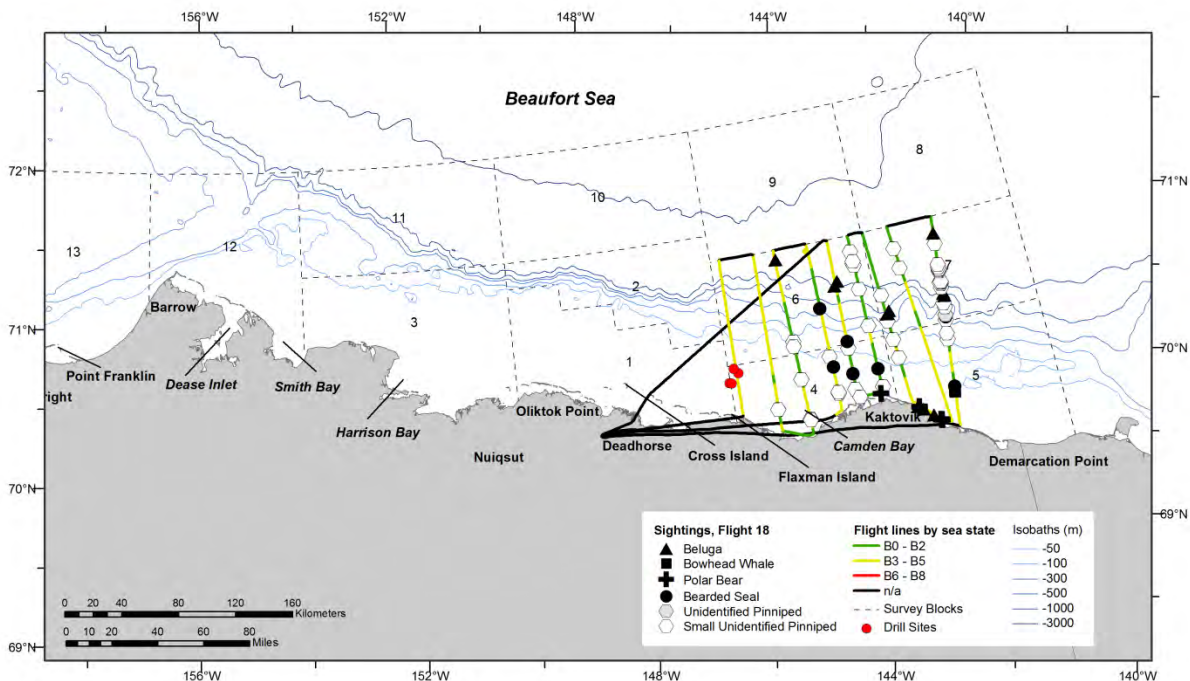 156°W 152°W 148°W 144°W 140°W
Beaufort Sea
72°N
71°N
8
9
10
11
12
13
7
2
6
3
Barrow
71°N
70°N
1
Point Franklin
Dease Inlet
Smith Bay
5
4
right
Oliktok Point
Kaktovik
Harrison Bay
Deadhorse
Camden Bay
Nuiqsut
Cross Island
Demarcation Point
Flaxman Island
70°N
69°N
Sightings, Flight 18
Beluga
Bowhead Whale
Polar Bear
Bearded Seal
Unidentified Pinniped
Small Unidentified Pinniped
Flight lines by sea state
B0 - B2
B3 - B5
B6 - B8
n/a
Survey Blocks
Drill Sites
Isobaths (m)
-50
-100
-300
-500
-1000
-3000
0 20 40 80 120 160
Kilometers
0 10 20 40 60 80
Miles
69°N
156°W 152°W 148°W 144°W 140°W